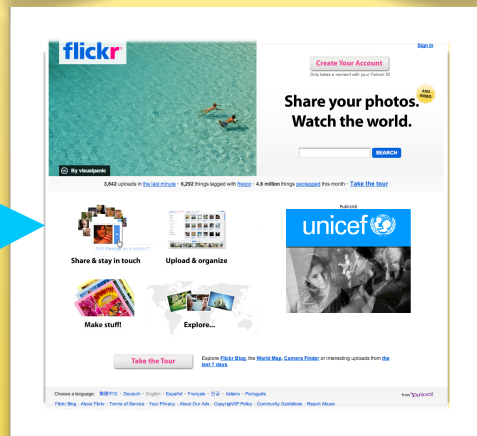 flickr
Sign In
Create Your Account
Only takes a moment with your Yahoo! ID
AND VIDEO
Share your photos.
Watch the world.
SEARCH
By visualpanic
3,842 uploads in the last minute · 8,292 things tagged with fresco · 4.6 million things geotagged this month · Take the tour
Publicité
unicef
Share & stay in touch
Upload & organize
Make stuff!
Explore...
Take the Tour
Explore Flickr Blog, the World Map, Camera Finder or interesting uploads from the
last 7 days.
Choose a language: 繁體中文 · Deutsch · English · Español · Français · 한글 · Italiano · Português
from YAHOO!
Flickr Blog · About Flickr · Terms of Service · Your Privacy · About Our Ads · Copyright/IP Policy · Community Guidelines · Report Abuse